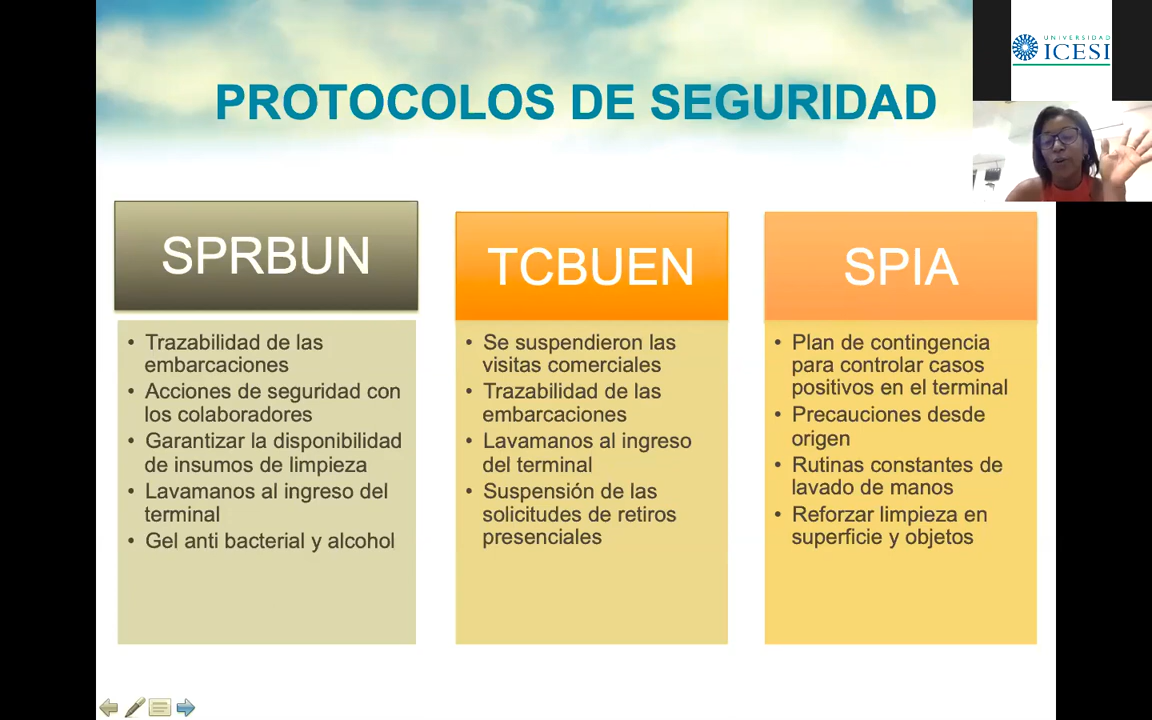 PROTOCOLOS DE SEGURIDAD
UNIVERSIDAD
ICESI
SPRBUN
• Trazabilidad de las
embarcaciones
• Acciones de seguridad con
los colaboradores
• Garantizar la disponibilidad
de insumos de limpieza
• Lavamanos al ingreso del
terminal
• Gel anti bacterial y alcohol
TCBUEN
• Se suspendieron las
visitas comerciales
• Trazabilidad de las
embarcaciones
• Lavamanos al ingreso
del terminal
• Suspensión de las
solicitudes de retiros
presenciales
SPIA
• Plan de contingencia
para controlar casos
positivos en el terminal
• Precauciones desde
origen
• Rutinas constantes de
lavado de manos
• Reforzar limpieza en
superficie y objetos